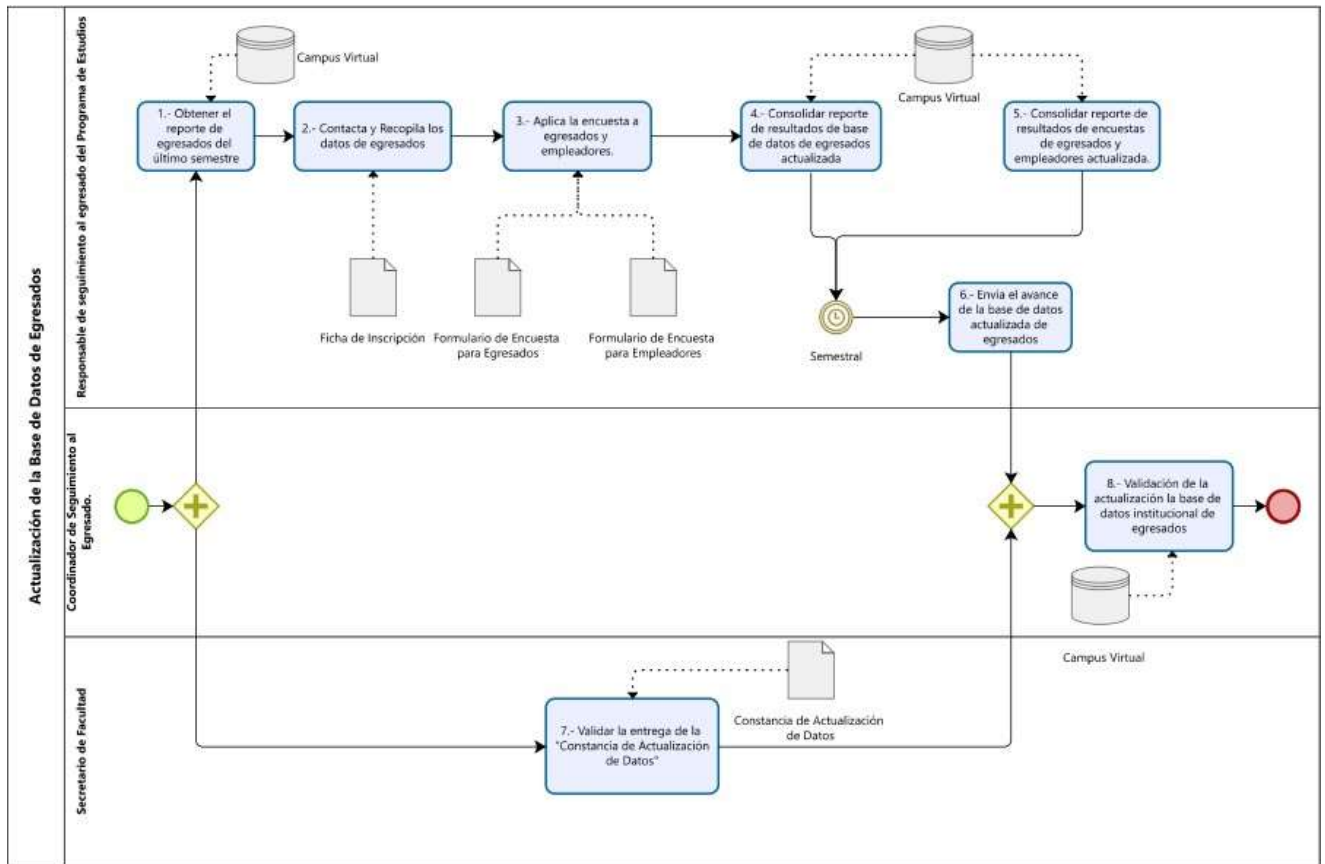 Actualización de la Base de Datos de Egresados
Responsable de seguimiento al egresado del Programa de Estudios
Campus Virtual
1.- Obtener el
reporte de
egresados del
último semestre
2.- Contacta y Recopila los
datos de egresados
3.- Aplica la encuesta a
egresados y
empleadores.
Campus Virtual
4.- Consolidar reporte
de resultados de base
de datos de egresados
actualizada
5.- Consolidar reporte de
resultados de encuestas
de egresados y
empleadores actualizada.
Ficha de Inscripción
Formulario de Encuesta
para Egresados
Formulario de Encuesta
para Empleadores
Semestral
6.- Envía el avance
de la base de datos
actualizada de
egresados
Coordinador de Seguimiento al
Egresado.
8.- Validación de la
actualización la base de
datos institucional de
egresados
Campus Virtual
Secretario de Facultad
7.- Validar la entrega de la
"Constancia de Actualización
de Datos"
Constancia de Actualización
de Datos